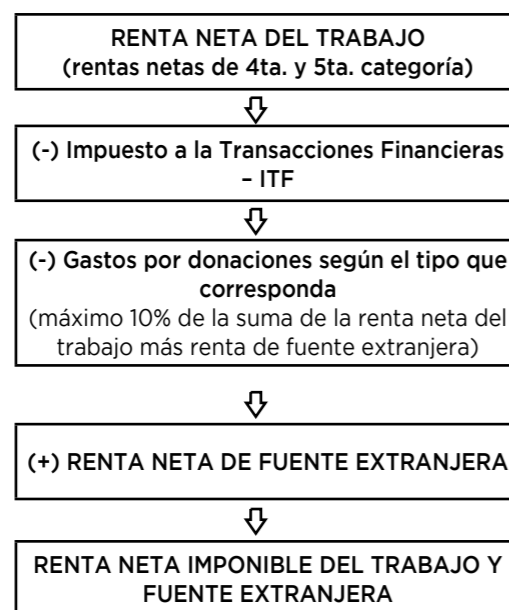 RENTA NETA DEL TRABAJO
(rentas netas de 4ta. y 5ta. categoría)
(-) Impuesto a la Transacciones Financieras
– ITF
(-) Gastos por donaciones según el tipo que
corresponda
(máximo 10% de la suma de la renta neta del
trabajo más renta de fuente extranjera)
(+) RENTA NETA DE FUENTE EXTRANJERA
RENTA NETA IMPONIBLE DEL TRABAJO Y
FUENTE EXTRANJERA